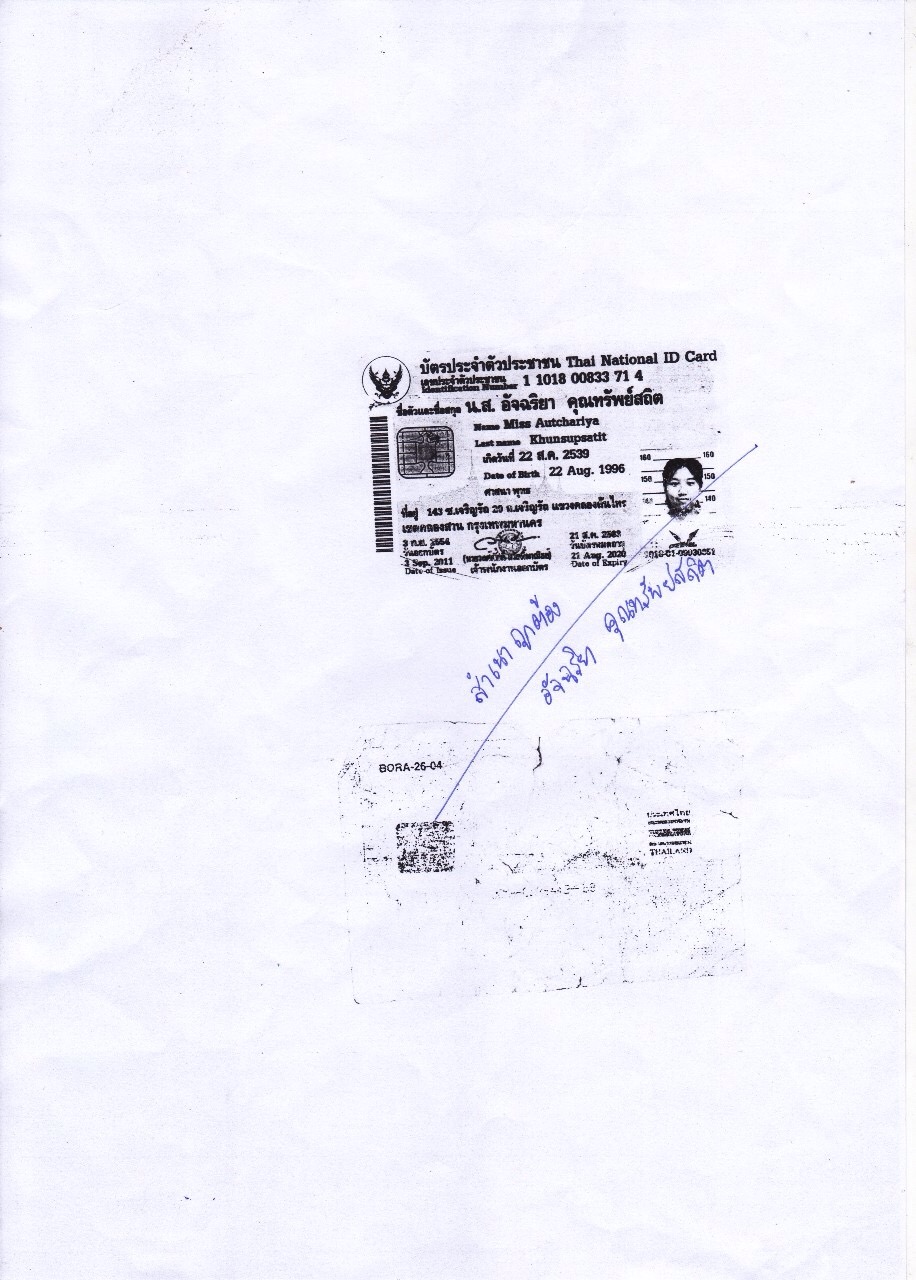 บัตรประจำตัวประชาชน Thai National ID Card
เลขประจำตัวประชาชน
Identification Number 1 1018 00833 71 4
ชื่อตัวและชื่อสกุล น.ส. อัจฉริยา คุณทรัพย์สถิต
Name Miss Autchariya
Last name Khunsupsatit
เกิดวันที่ 22 ส.ค. 2539
Date of Birth 22 Aug. 1996
ศาสนา พุทธ
ที่อยู่ 143 ซ.เจริญรัถ 29 ถ.เจริญรัถ แขวงคลองต้นไทร
เขตคลองสาน กรุงเทพมหานคร
3 ก.ย. 2554
วันออกบัตร
3 Sep. 2011
Date of Issue
เจ้าพนักงานออกบัตร
21 ส.ค. 2563
วันบัตรหมดอายุ
21 Aug. 2020
Date of Expiry
160 160
150 150
140 140
สำเนาถูกต้อง
อัจฉริยา คุณทรัพย์สถิต
BORA-26-04
ประเทศไทย
THAILAND